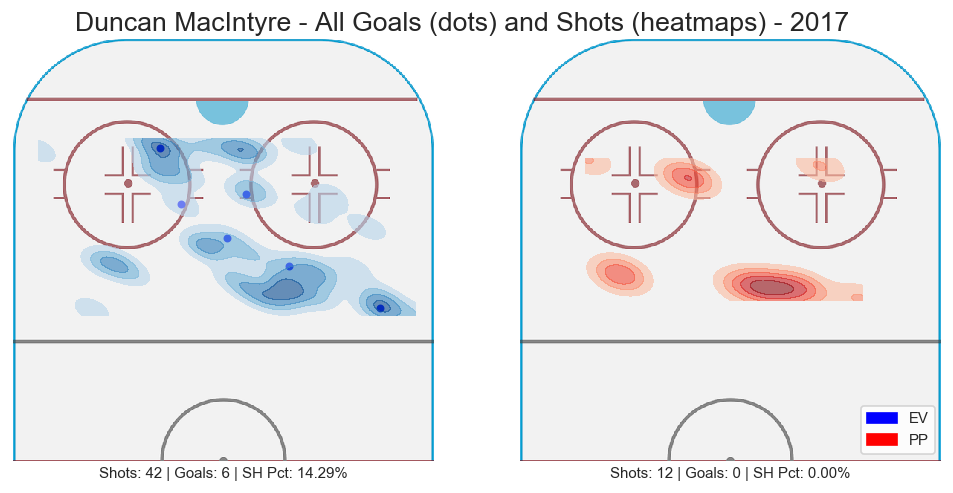 Duncan MacIntyre - All Goals (dots) and Shots (heatmaps) - 2017
EV
PP
Shots: 42 | Goals: 6 | SH Pct: 14.29%
Shots: 12 | Goals: 0 | SH Pct: 0.00%